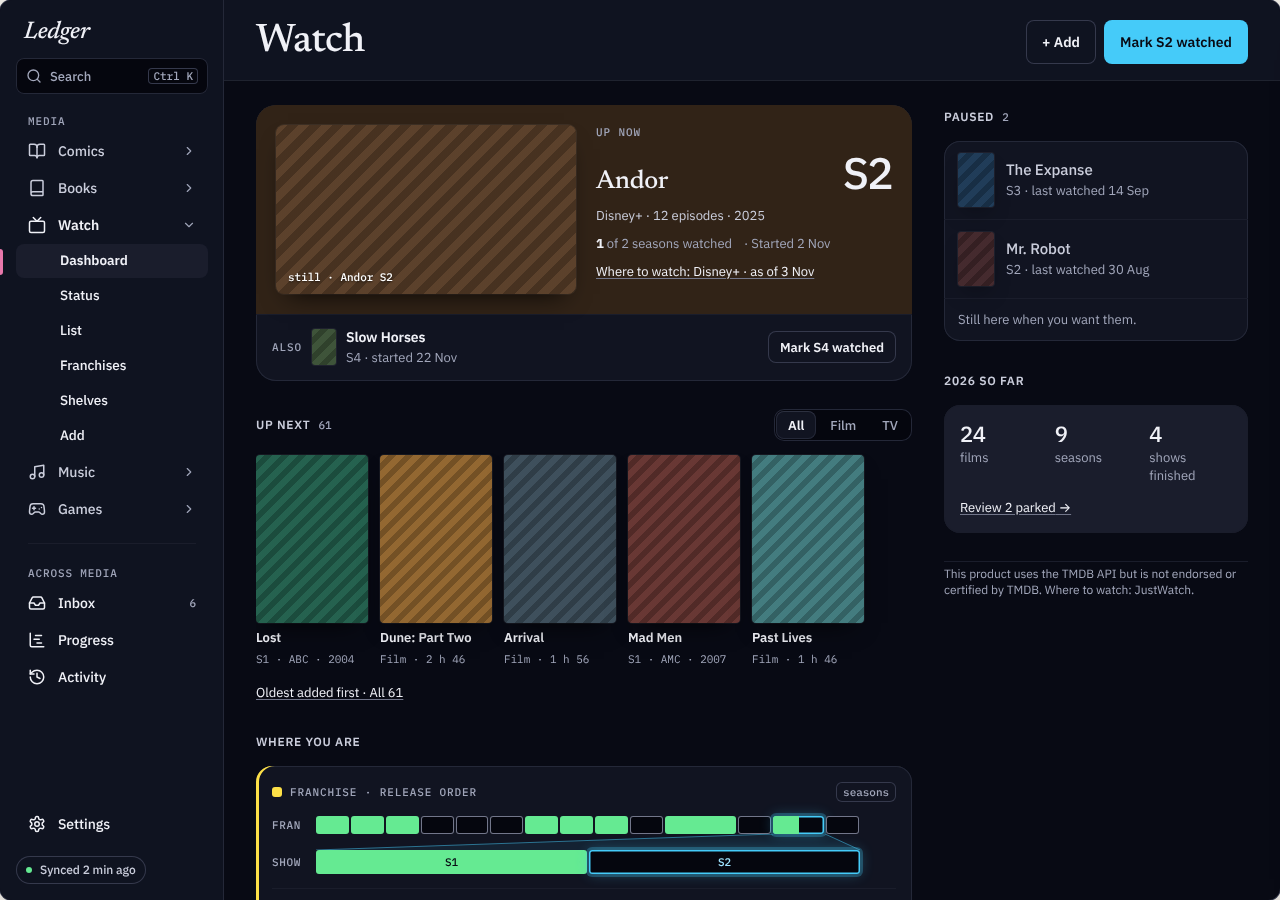 Ledger
Search
Ctrl K
MEDIA
Comics
Books
Watch
Dashboard
Status
List
Franchises
Shelves
Add
Music
Games
ACROSS MEDIA
Inbox 6
Progress
Activity
Settings
Synced 2 min ago
Watch
+ Add
Mark S2 watched
still · Andor S2
UP NOW
Andor S2
Disney+ · 12 episodes · 2025
1 of 2 seasons watched · Started 2 Nov
Where to watch: Disney+ · as of 3 Nov
ALSO
Slow Horses
S4 · started 22 Nov
Mark S4 watched
UP NEXT 61
All Film TV
Lost
S1 · ABC · 2004
Dune: Part Two
Film · 2 h 46
Arrival
Film · 1 h 56
Mad Men
S1 · AMC · 2007
Past Lives
Film · 1 h 46
Oldest added first · All 61
WHERE YOU ARE
FRANCHISE · RELEASE ORDER
seasons
FRAN
SHOW S1 S2
PAUSED 2
The Expanse
S3 · last watched 14 Sep
Mr. Robot
S2 · last watched 30 Aug
Still here when you want them.
2026 SO FAR
24
films
9
seasons
4
shows
finished
Review 2 parked →
This product uses the TMDB API but is not endorsed or
certified by TMDB. Where to watch: JustWatch.